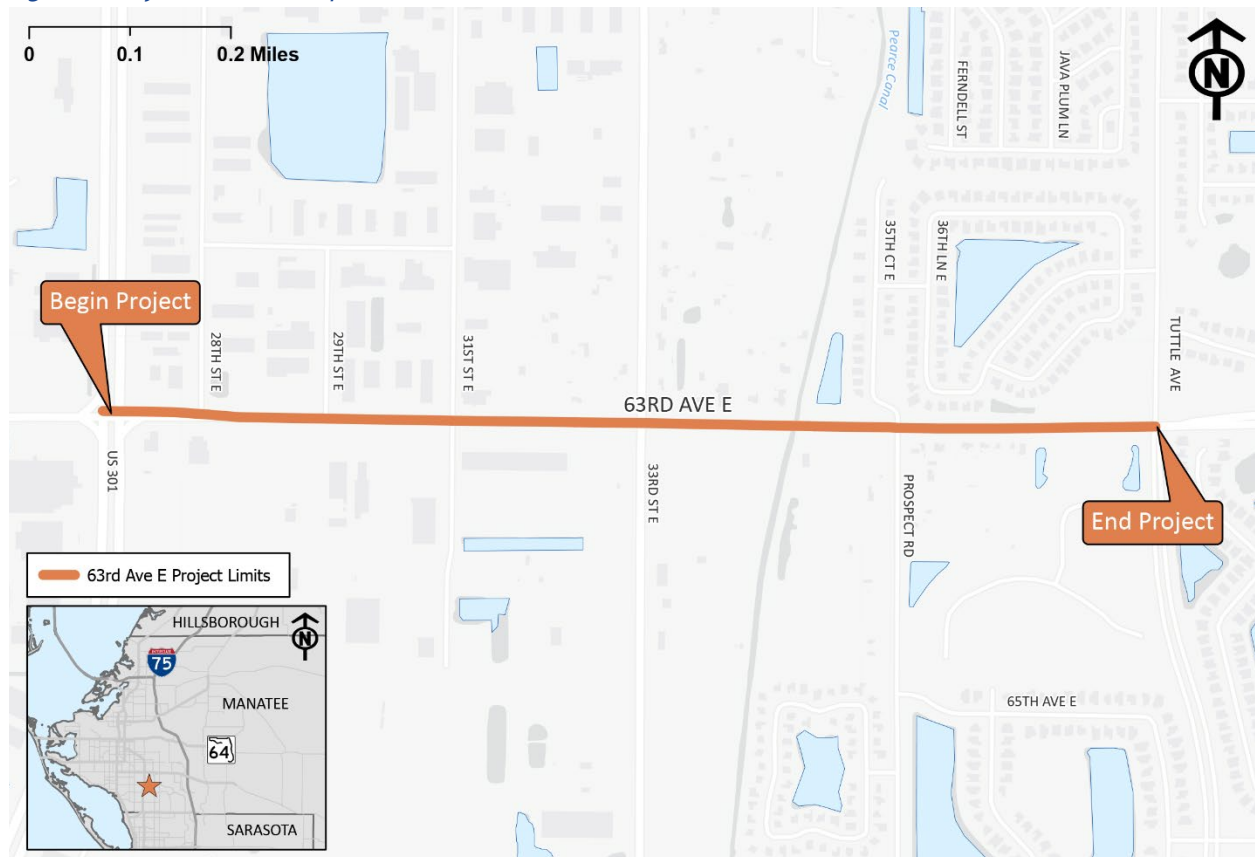 0 0.1 0.2 Miles
N
Pearce Canal
FERNDELL ST
JAVA PLUM LN
35TH CT E
36TH LN E
TUTTLE AVE
Begin Project
28TH ST E
29TH ST E
31ST ST E
63RD AVE E
US 301
33RD ST E
PROSPECT RD
End Project
63rd Ave E Project Limits
65TH AVE E
HILLSBOROUGH
N
75
MANATEE
64
SARASOTA